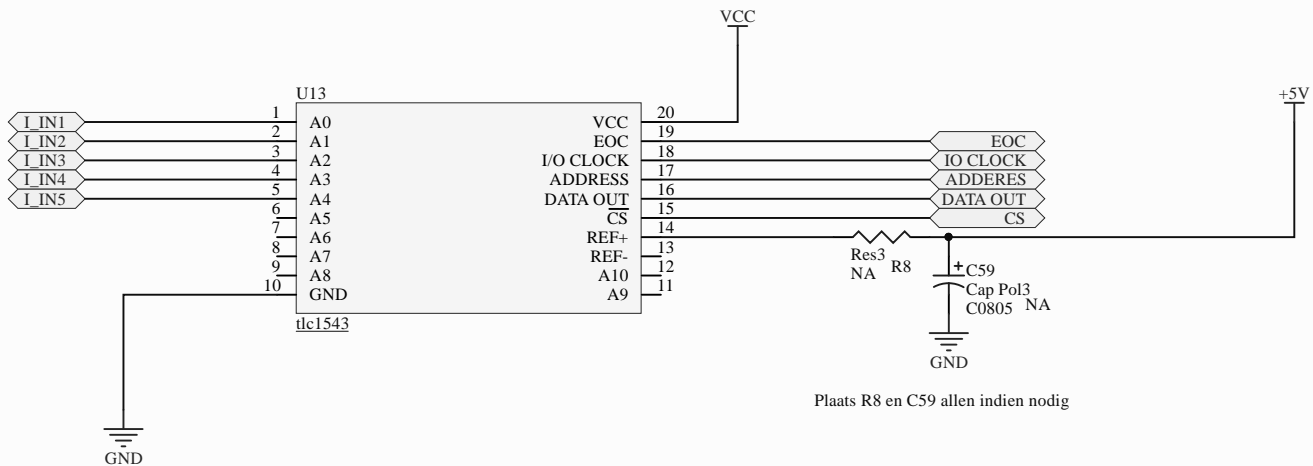 VCC
+5V
U13
I_IN1 1 A0 VCC 20
I_IN2 2 A1 EOC 19 EOC
I_IN3 3 A2 I/O CLOCK 18 IO CLOCK
I_IN4 4 A3 ADDRESS 17 ADDERES
I_IN5 5 A4 DATA OUT 16 DATA OUT
6 A5 CS 15 CS
7 A6 REF+ 14
8 A7 REF- 13
9 A8 A10 12
10 GND A9 11
tlc1543
Res3 R8
NA
+ C59
Cap Pol3
C0805 NA
GND
Plaats R8 en C59 allen indien nodig
GND